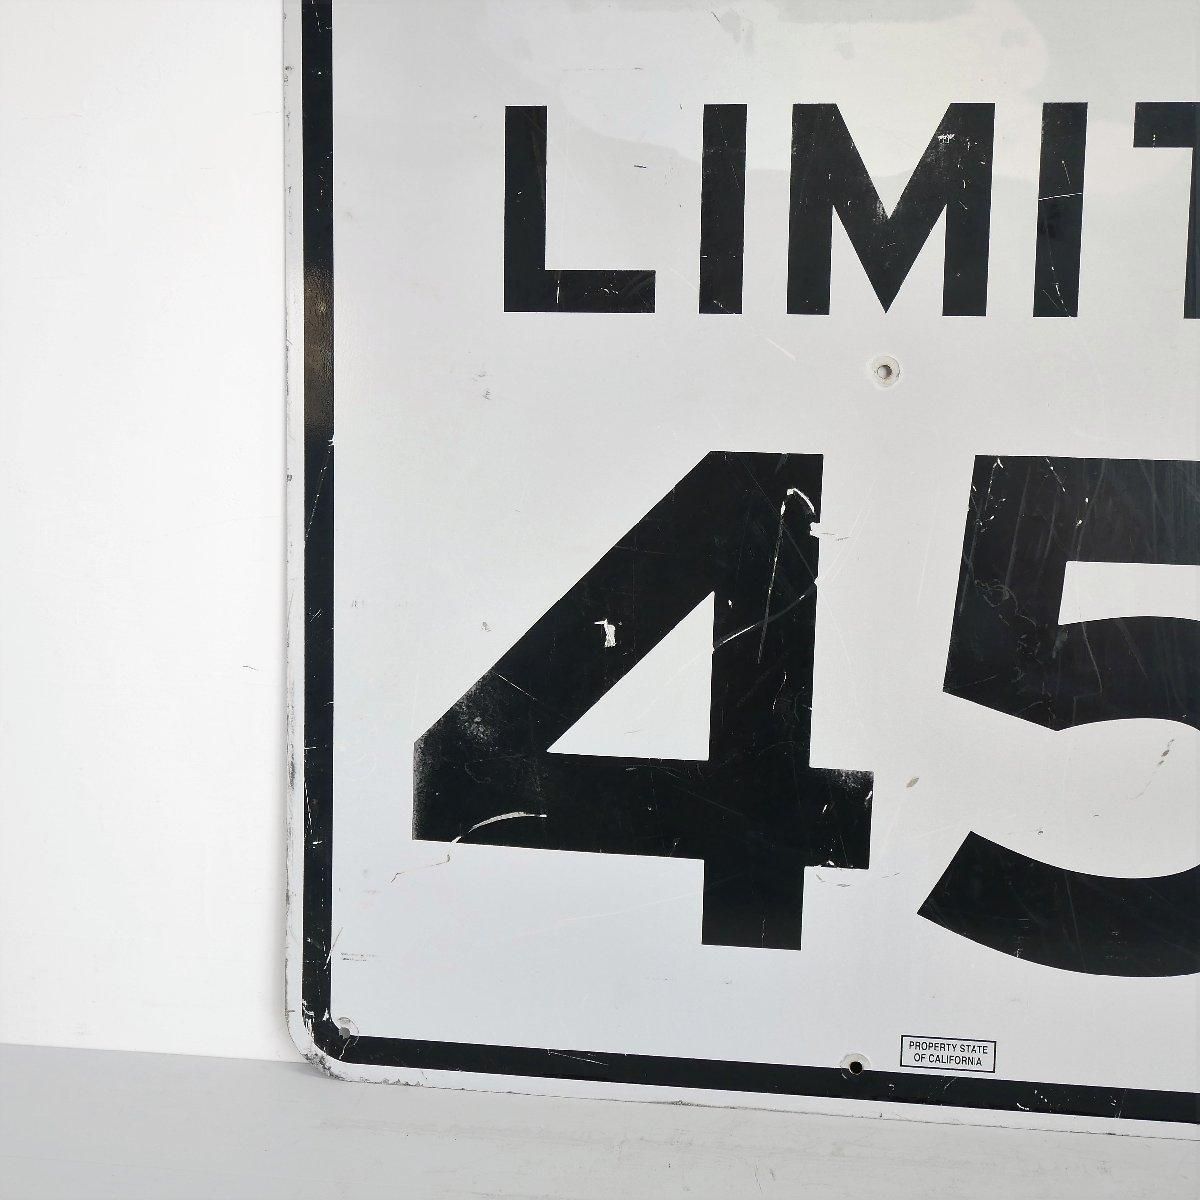 LIMIT
45
PROPERTY STATE
OF CALIFORNIA